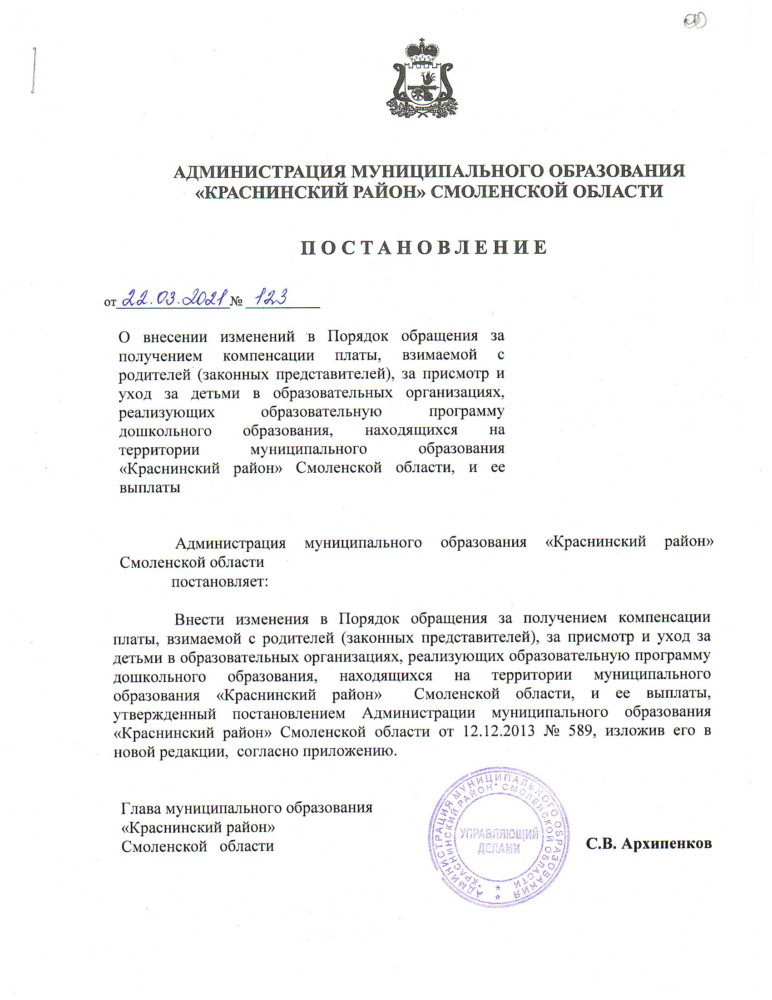 АДМИНИСТРАЦИЯ МУНИЦИПАЛЬНОГО ОБРАЗОВАНИЯ
«КРАСНИНСКИЙ РАЙОН» СМОЛЕНСКОЙ ОБЛАСТИ
П О С Т А Н О В Л Е Н И Е
от 22.03.2021 № 123
О внесении изменений в Порядок обращения за
получением компенсации платы, взимаемой с
родителей (законных представителей), за присмотр и
уход за детьми в образовательных организациях,
реализующих образовательную программу
дошкольного образования, находящихся на
территории муниципального образования
«Краснинский район» Смоленской области, и ее
выплаты
Администрация муниципального образования «Краснинский район»
Смоленской области
постановляет:
Внести изменения в Порядок обращения за получением компенсации
платы, взимаемой с родителей (законных представителей), за присмотр и уход за
детьми в образовательных организациях, реализующих образовательную программу
дошкольного образования, находящихся на территории муниципального
образования «Краснинский район» Смоленской области, и ее выплаты,
утвержденный постановлением Администрации муниципального образования
«Краснинский район» Смоленской области от 12.12.2013 № 589, изложив его в
новой редакции, согласно приложению.
Глава муниципального образования
«Краснинский район»
Смоленской области
С.В. Архипенков
АДМИНИСТРАЦИЯ МУНИЦИПАЛЬНОГО ОБРАЗОВАНИЯ
"КРАСНИНСКИЙ РАЙОН" СМОЛЕНСКОЙ ОБЛАСТИ
УПРАВЛЯЮЩИЙ
ДЕЛАМИ